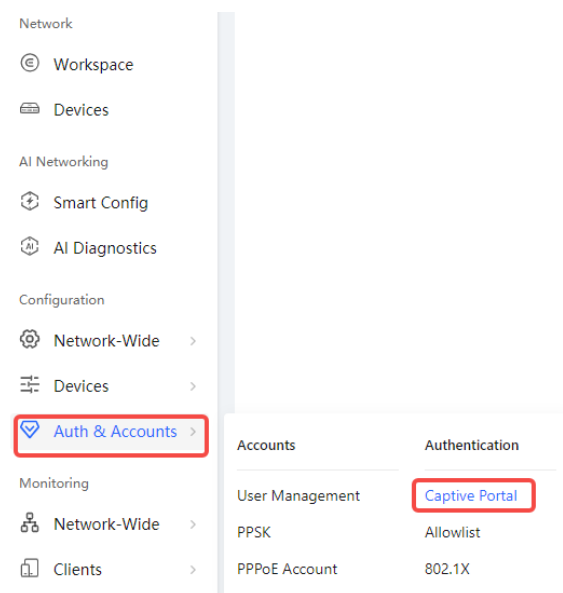 Network
Workspace
Devices
AI Networking
Smart Config
AI Diagnostics
Configuration
Network-Wide
Devices
Auth & Accounts
Accounts
Authentication
User Management
Captive Portal
PPSK
Allowlist
PPPoE Account
802.1X
Monitoring
Network-Wide
Clients